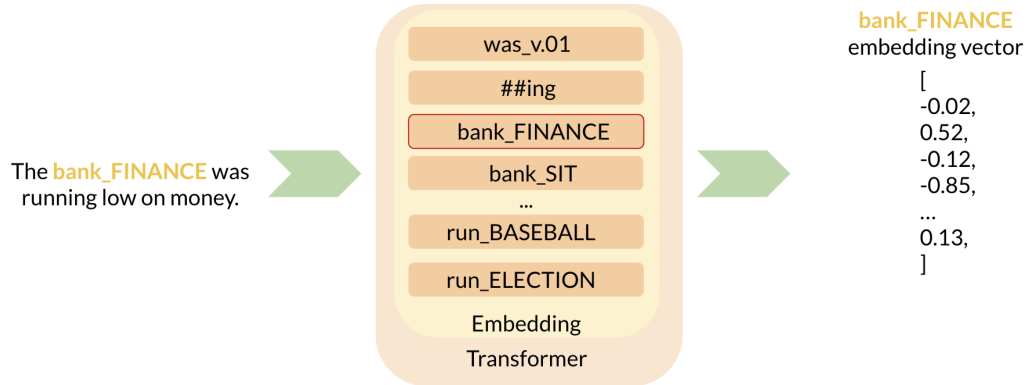 The bank_FINANCE was
running low on money.
was_v.01
##ing
bank_FINANCE
bank_SIT
...
run_BASEBALL
run_ELECTION
Embedding
Transformer
bank_FINANCE
embedding vector
[
-0.02,
0.52,
-0.12,
-0.85,
...
0.13,
]